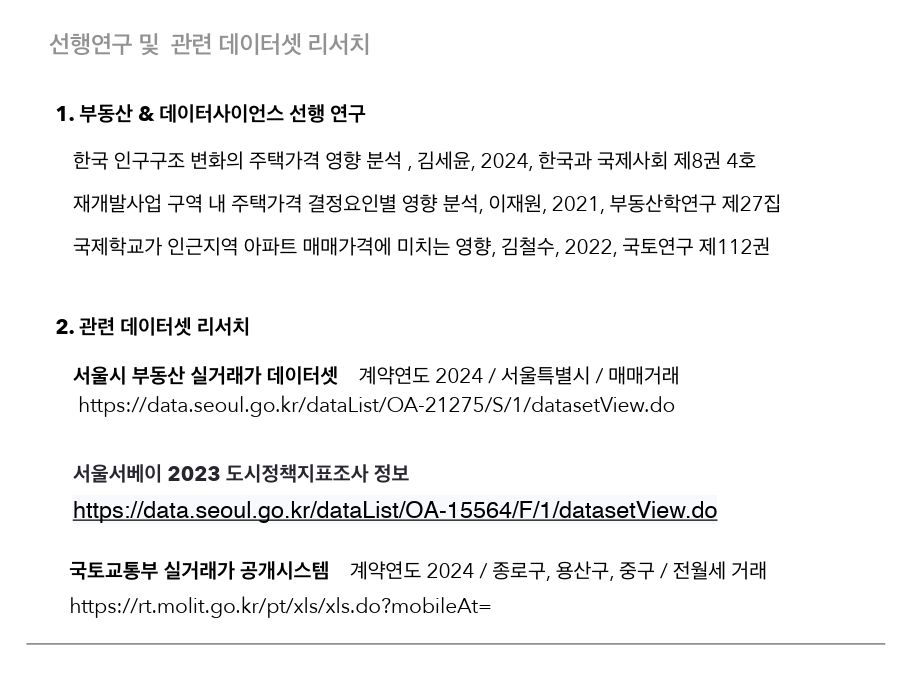 선행연구 및 관련 데이터셋 리서치
1. 부동산 & 데이터사이언스 선행 연구
한국 인구구조 변화의 주택가격 영향 분석 , 김세윤, 2024, 한국과 국제사회 제8권 4호
재개발사업 구역 내 주택가격 결정요인별 영향 분석, 이재원, 2021, 부동산학연구 제27집
국제학교가 인근지역 아파트 매매가격에 미치는 영향, 김철수, 2022, 국토연구 제112권
2. 관련 데이터셋 리서치
서울시 부동산 실거래가 데이터셋 계약연도 2024 / 서울특별시 / 매매거래
https://data.seoul.go.kr/dataList/OA-21275/S/1/datasetView.do
서울서베이 2023 도시정책지표조사 정보
https://data.seoul.go.kr/dataList/OA-15564/F/1/datasetView.do
국토교통부 실거래가 공개시스템 계약연도 2024 / 종로구, 용산구, 중구 / 전월세 거래
https://rt.molit.go.kr/pt/xls/xls.do?mobileAt=